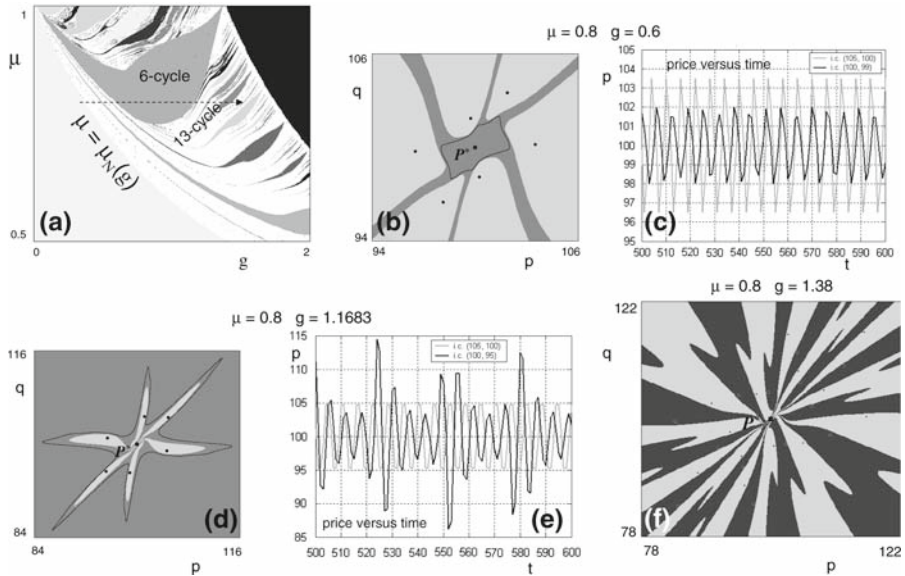 μ = 0.8 g = 0.6
1
μ
6-cycle
13-cycle
μ = μN(g)
(a)
0.5
0
g
2
106
q
P*
(b)
94
94
p
106
105
p
104
103
102
101
100
99
98
97
96
95
price versus time
i.c. (105, 100)
i.c. (100, 99)
(c)
500 510 520 530 540 550 560 570 580 590 600
t
μ = 0.8 g = 1.1683
116
q
P*
(d)
84
84
p
116
115
p
110
105
100
95
90
85
i.c. (105, 100)
i.c. (100, 95)
price versus time
(e)
500 510 520 530 540 550 560 570 580 590 600
t
μ = 0.8 g = 1.38
122
q
P*
(f)
78
78
p
122